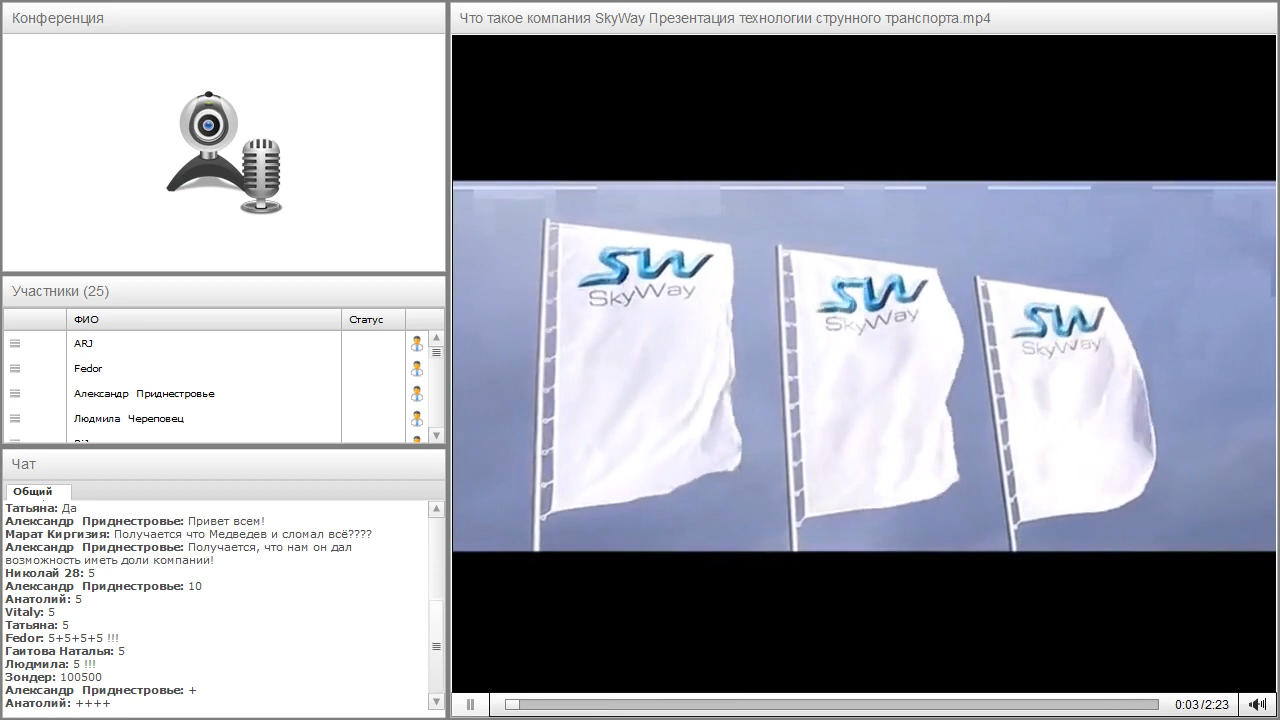 Конференция
Что такое компания SkyWay Презентация технологии струнного транспорта.mp4
SW
SkyWay
SW
SkyWay
SW
SkyWay
Участники (25)
ФИО
Статус
ARJ
Fedor
Александр Приднестровье
Людмила Череповец
Чат
Общий
Татьяна: Да
Александр Приднестровье: Привет всем!
Марат Киргизия: Получается что Медведев и сломал всё????
Александр Приднестровье: Получается, что нам он дал
возможность иметь доли компании!
Николай 28: 5
Александр Приднестровье: 10
Анатолий: 5
Vitaly: 5
Татьяна: 5
Fedor: 5+5+5+5 !!!
Гаитова Наталья: 5
Людмила: 5 !!!
Зондер: 100500
Александр Приднестровье: +
Анатолий: ++++
0:03/2:23